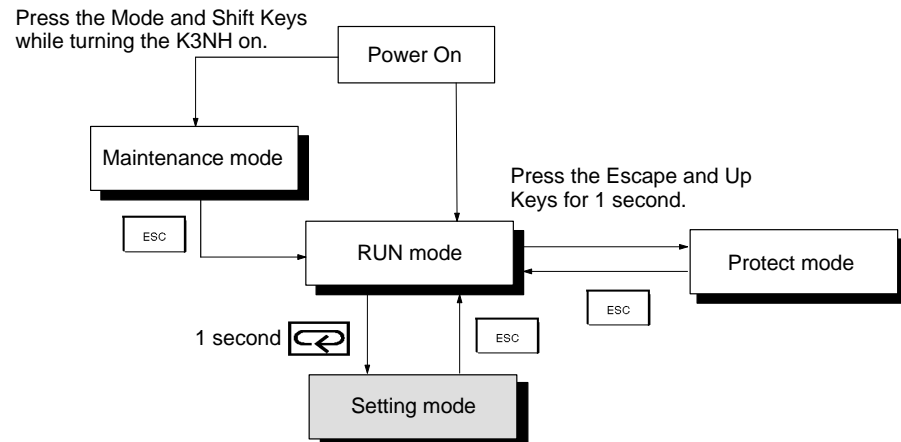 Press the Mode and Shift Keys
while turning the K3NH on.
Power On
Maintenance mode
Press the Escape and Up
Keys for 1 second.
ESC
RUN mode
Protect mode
ESC
1 second
ESC
Setting mode